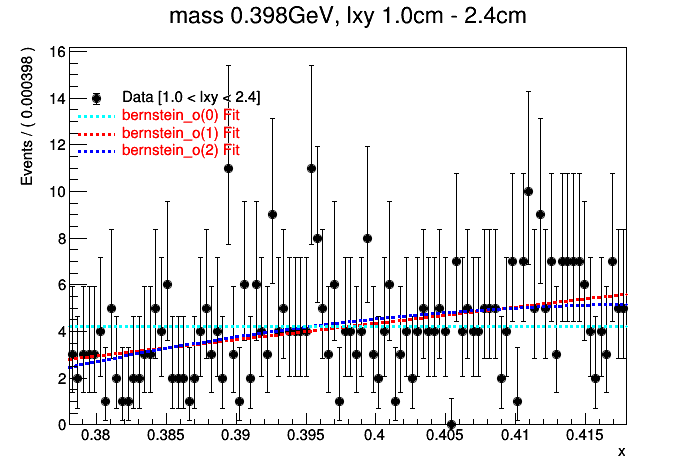 mass 0.398GeV, lxy 1.0cm - 2.4cm
Events / ( 0.000398 )
16
14
12
10
8
6
4
2
0
Data [1.0 < lxy < 2.4]
bernstein_o(0) Fit
bernstein_o(1) Fit
bernstein_o(2) Fit
0.38 0.385 0.39 0.395 0.4 0.405 0.41 0.415
x